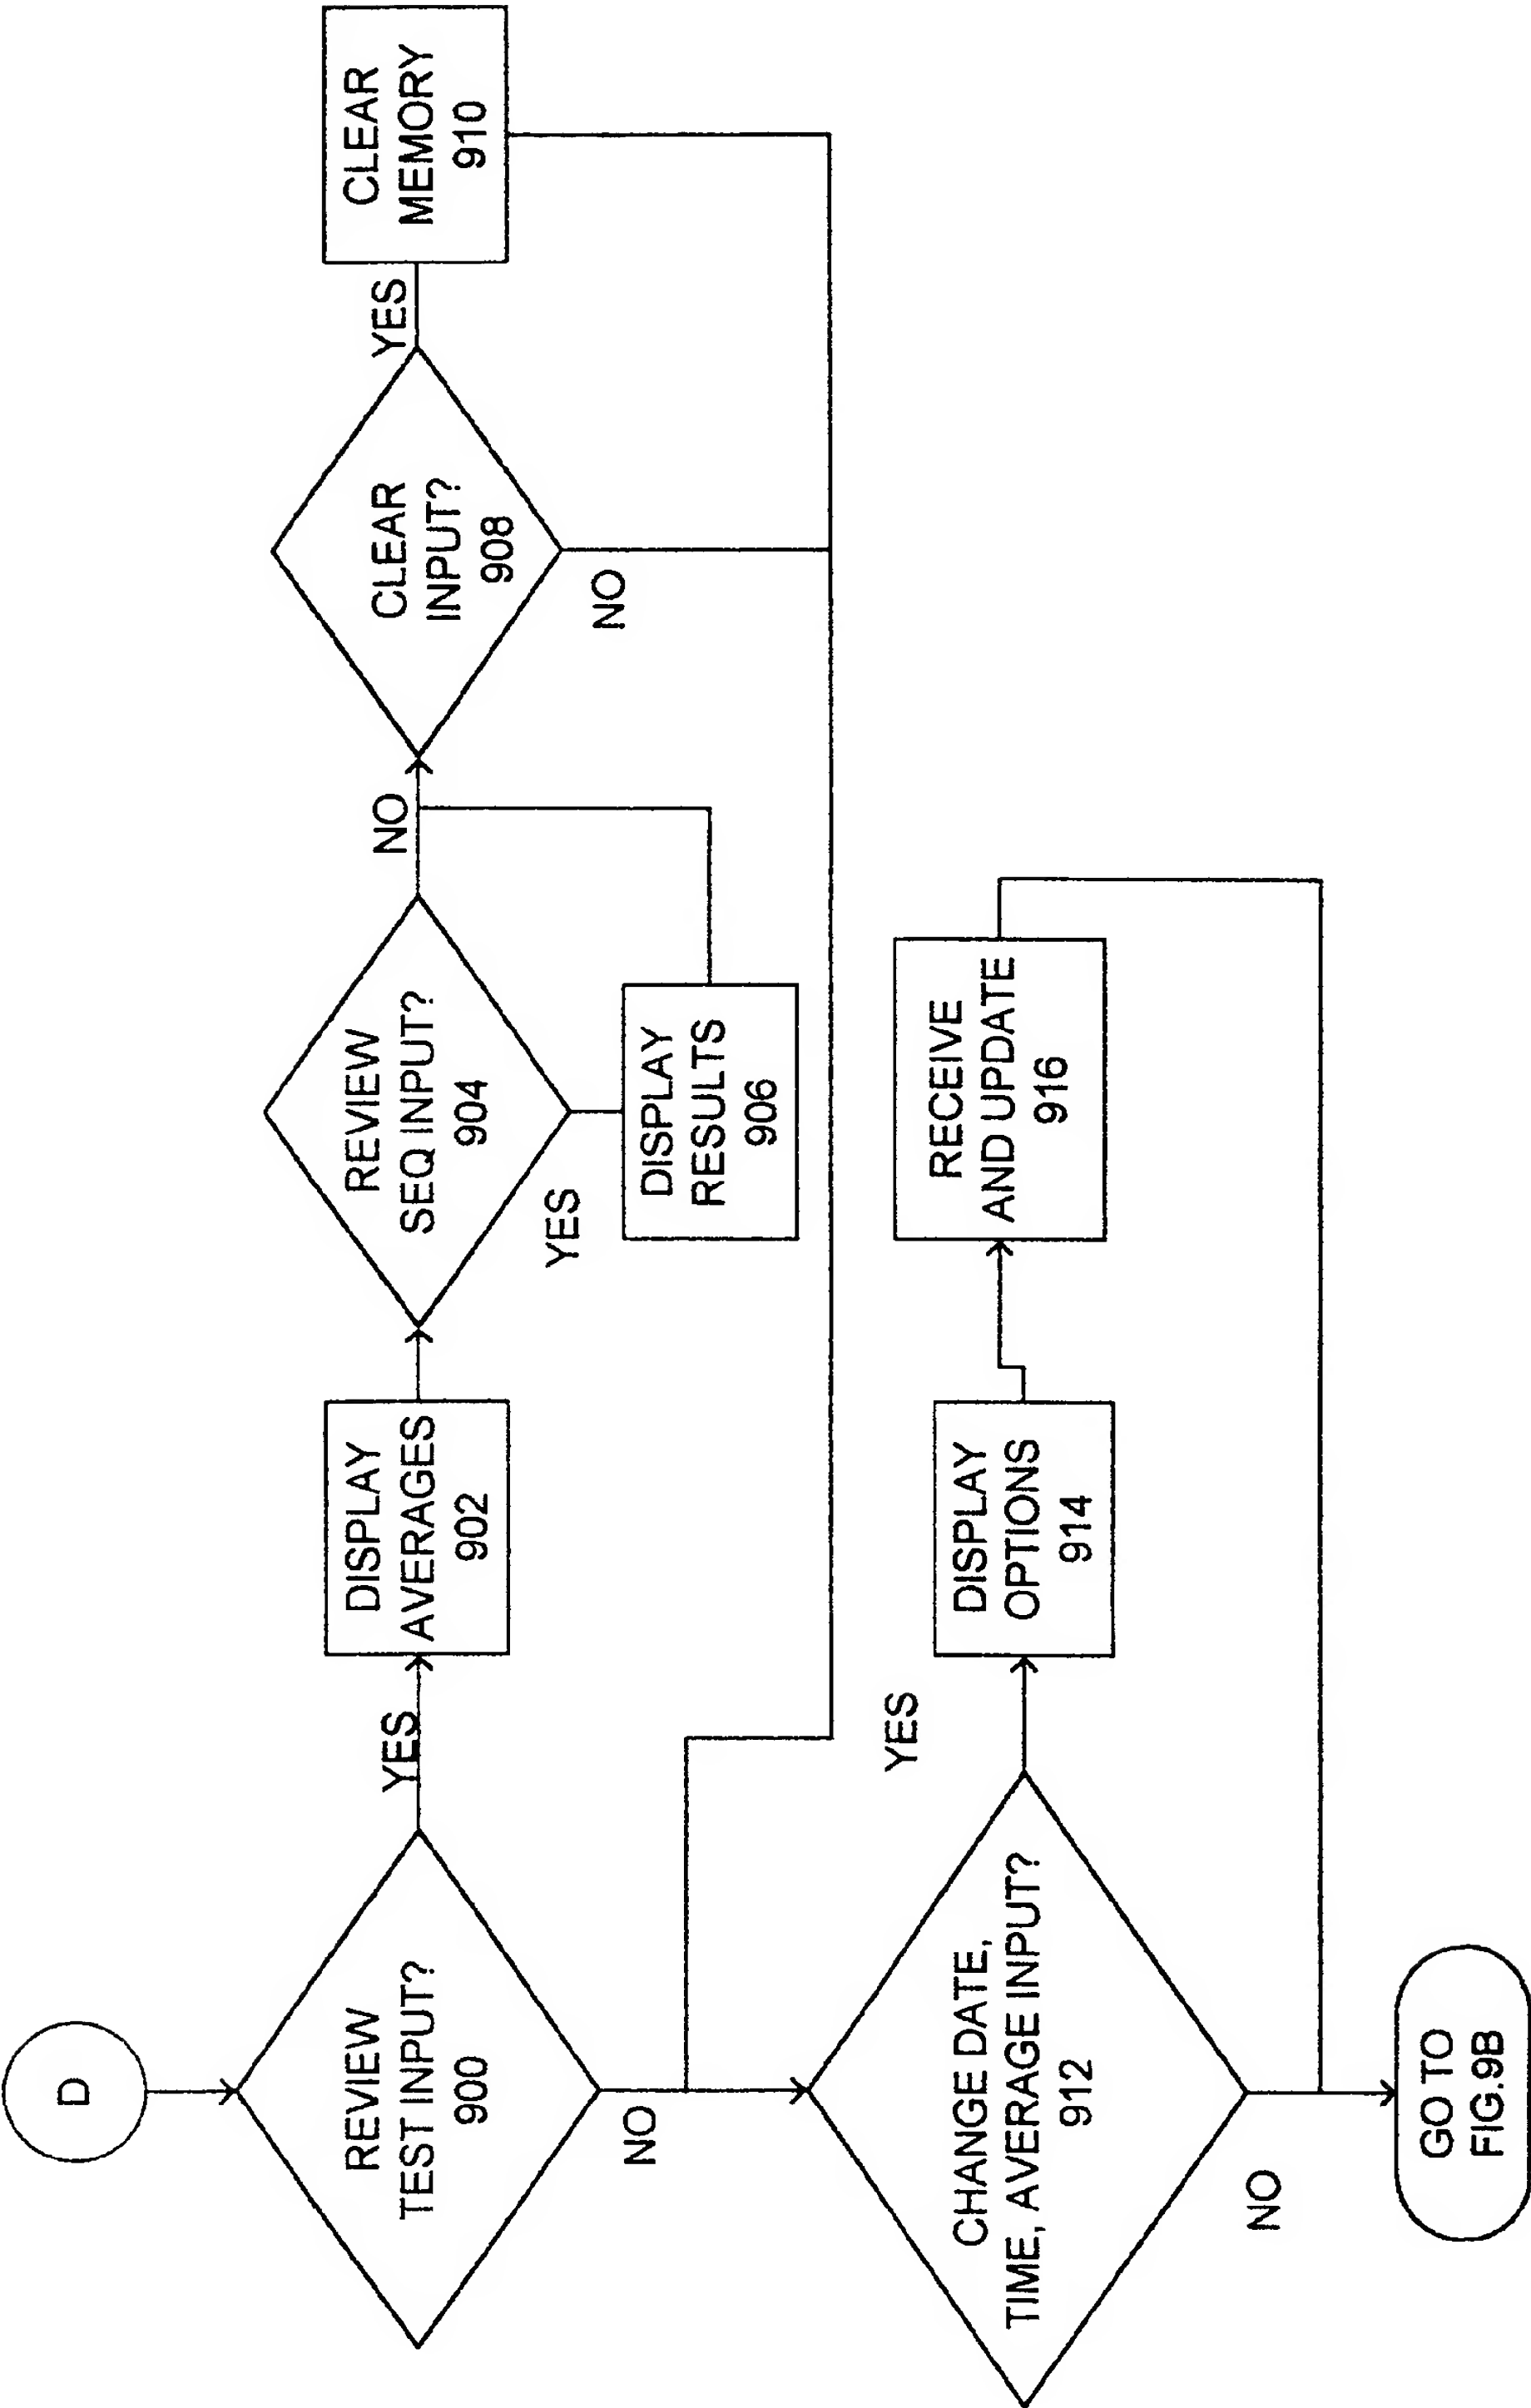 D
REVIEW
TEST INPUT?
900
YES
DISPLAY
AVERAGES
902
REVIEW
SEQ INPUT?
904
NO
YES
DISPLAY
RESULTS
906
CLEAR
INPUT?
908
YES
NO
CLEAR
MEMORY
910
NO
CHANGE DATE,
TIME, AVERAGE INPUT?
912
YES
DISPLAY
OPTIONS
914
RECEIVE
AND UPDATE
916
NO
GO TO
FIG.9B